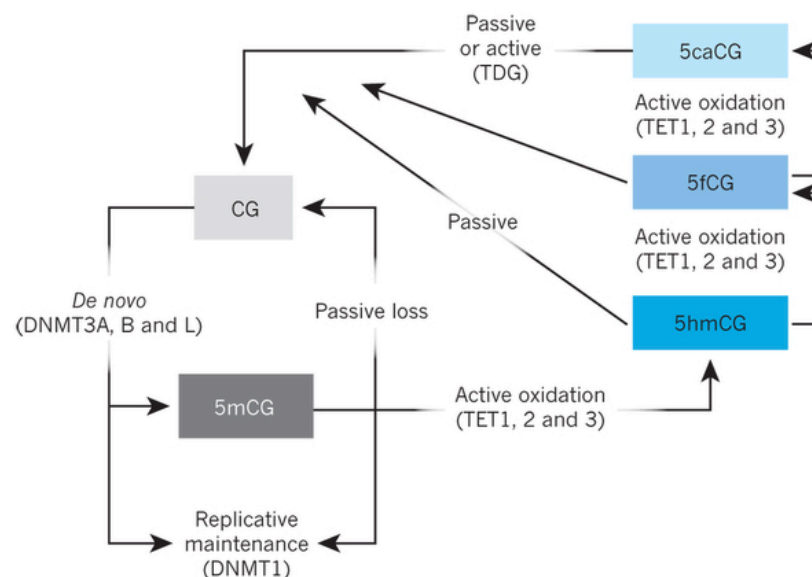 Passive
or active
(TDG)
5caCG
Active oxidation
(TET1, 2 and 3)
CG
5fCG
Passive
Active oxidation
(TET1, 2 and 3)
De novo
(DNMT3A, B and L)
Passive loss
5hmCG
5mCG
Active oxidation
(TET1, 2 and 3)
Replicative
maintenance
(DNMT1)